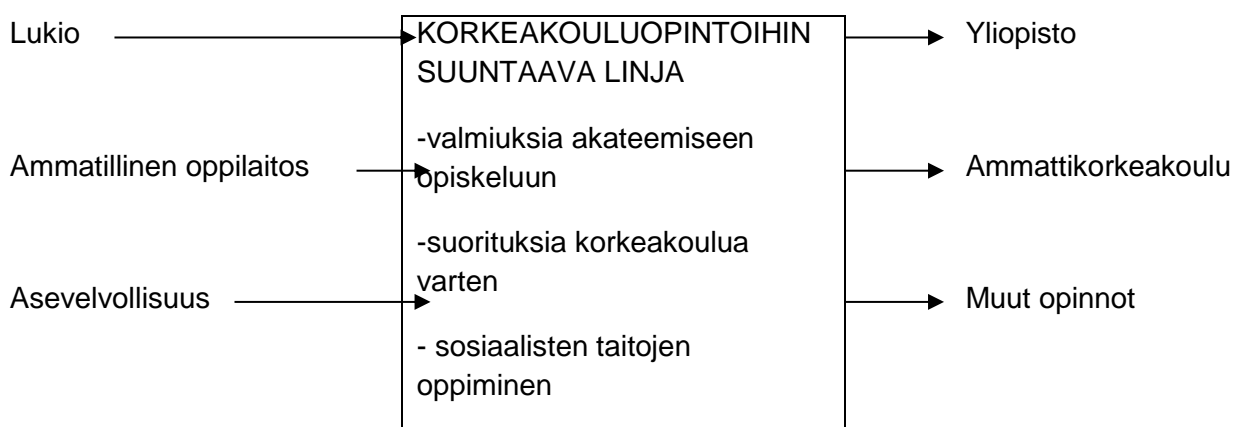 Lukio
KORKEAKOULUOPINTOIHIN
SUUNTAAVA LINJA
Yliopisto
-valmiuksia akateemiseen
opiskeluun
Ammatillinen oppilaitos
Ammattikorkeakoulu
-suorituksia korkeakoulua
varten
Asevelvollisuus
Muut opinnot
- sosiaalisten taitojen
oppiminen